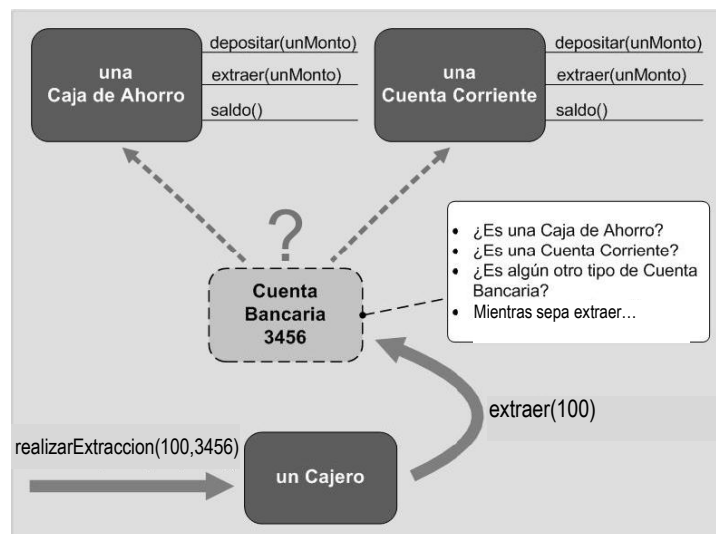 una
Caja de Ahorro
depositar(unMonto)
extraer(unMonto)
saldo()
una
Cuenta Corriente
depositar(unMonto)
extraer(unMonto)
saldo()
?
Cuenta
Bancaria
3456
• ¿Es una Caja de Ahorro?
• ¿Es una Cuenta Corriente?
• ¿Es algún otro tipo de Cuenta
Bancaria?
• Mientras sepa extraer…
extraer(100)
realizarExtraccion(100,3456)
un Cajero